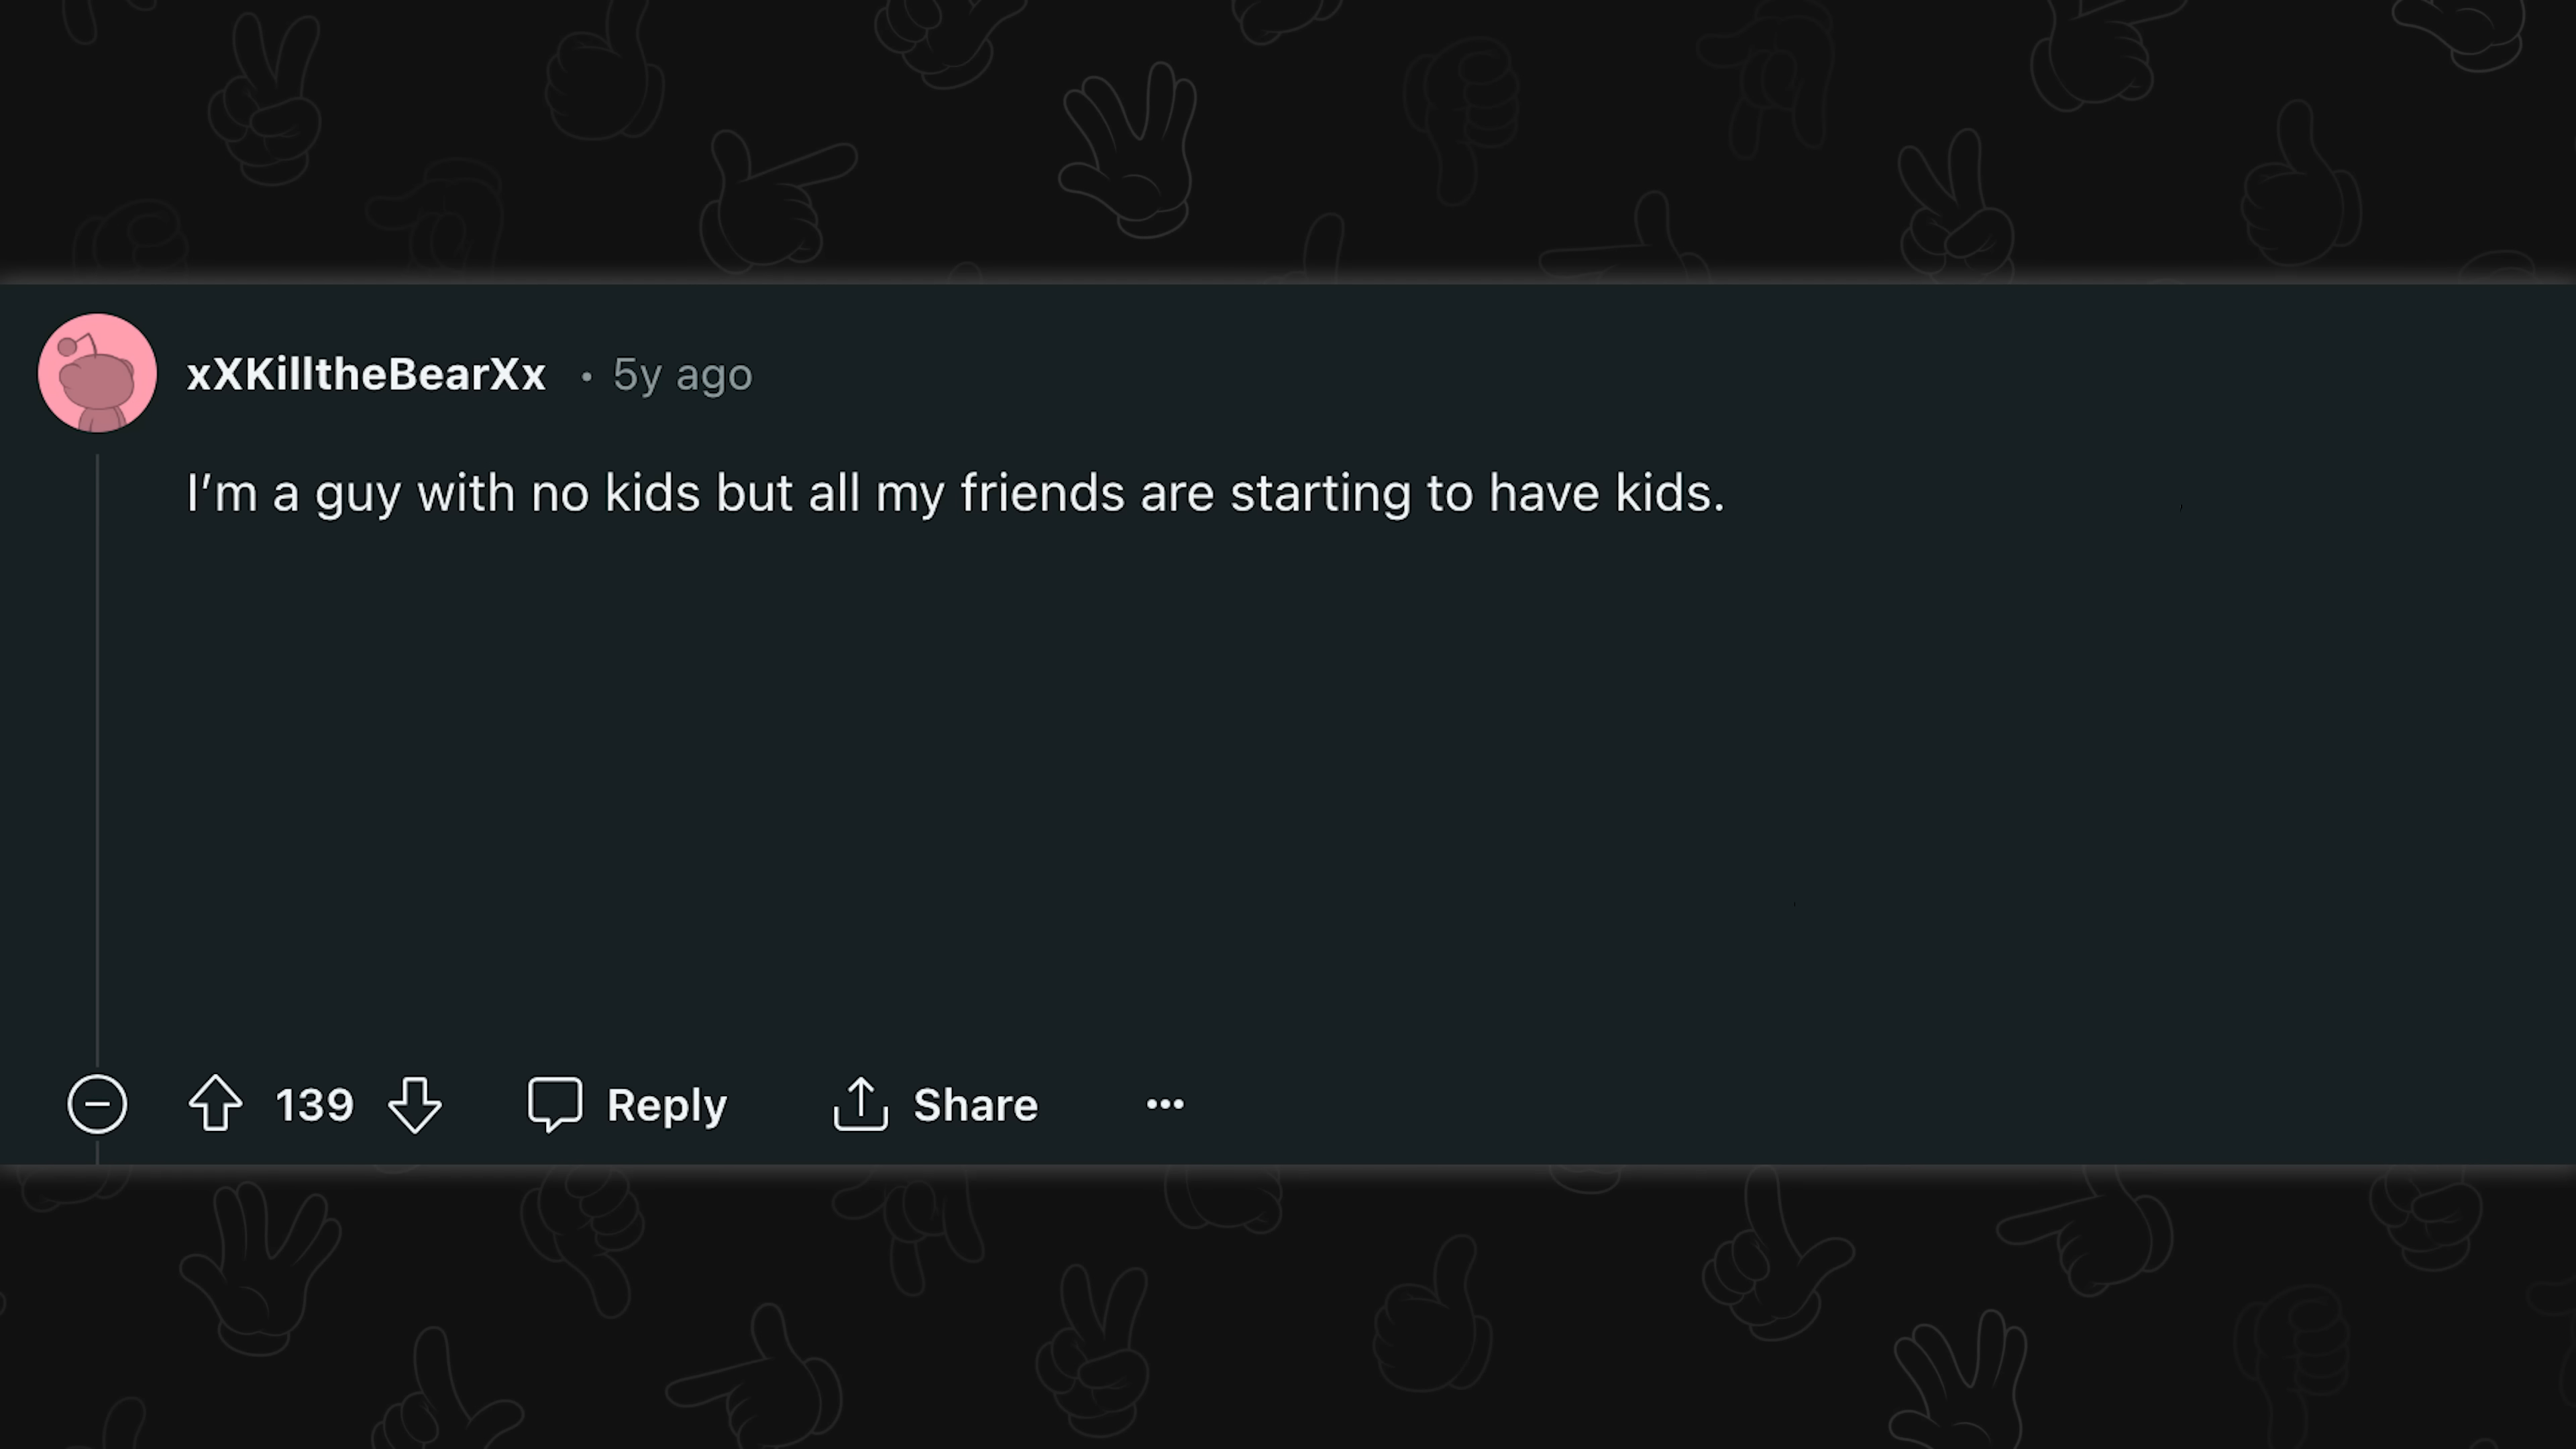 xXKilltheBearXx • 5y ago
I’m a guy with no kids but all my friends are starting to have kids.
139 Reply Share •••